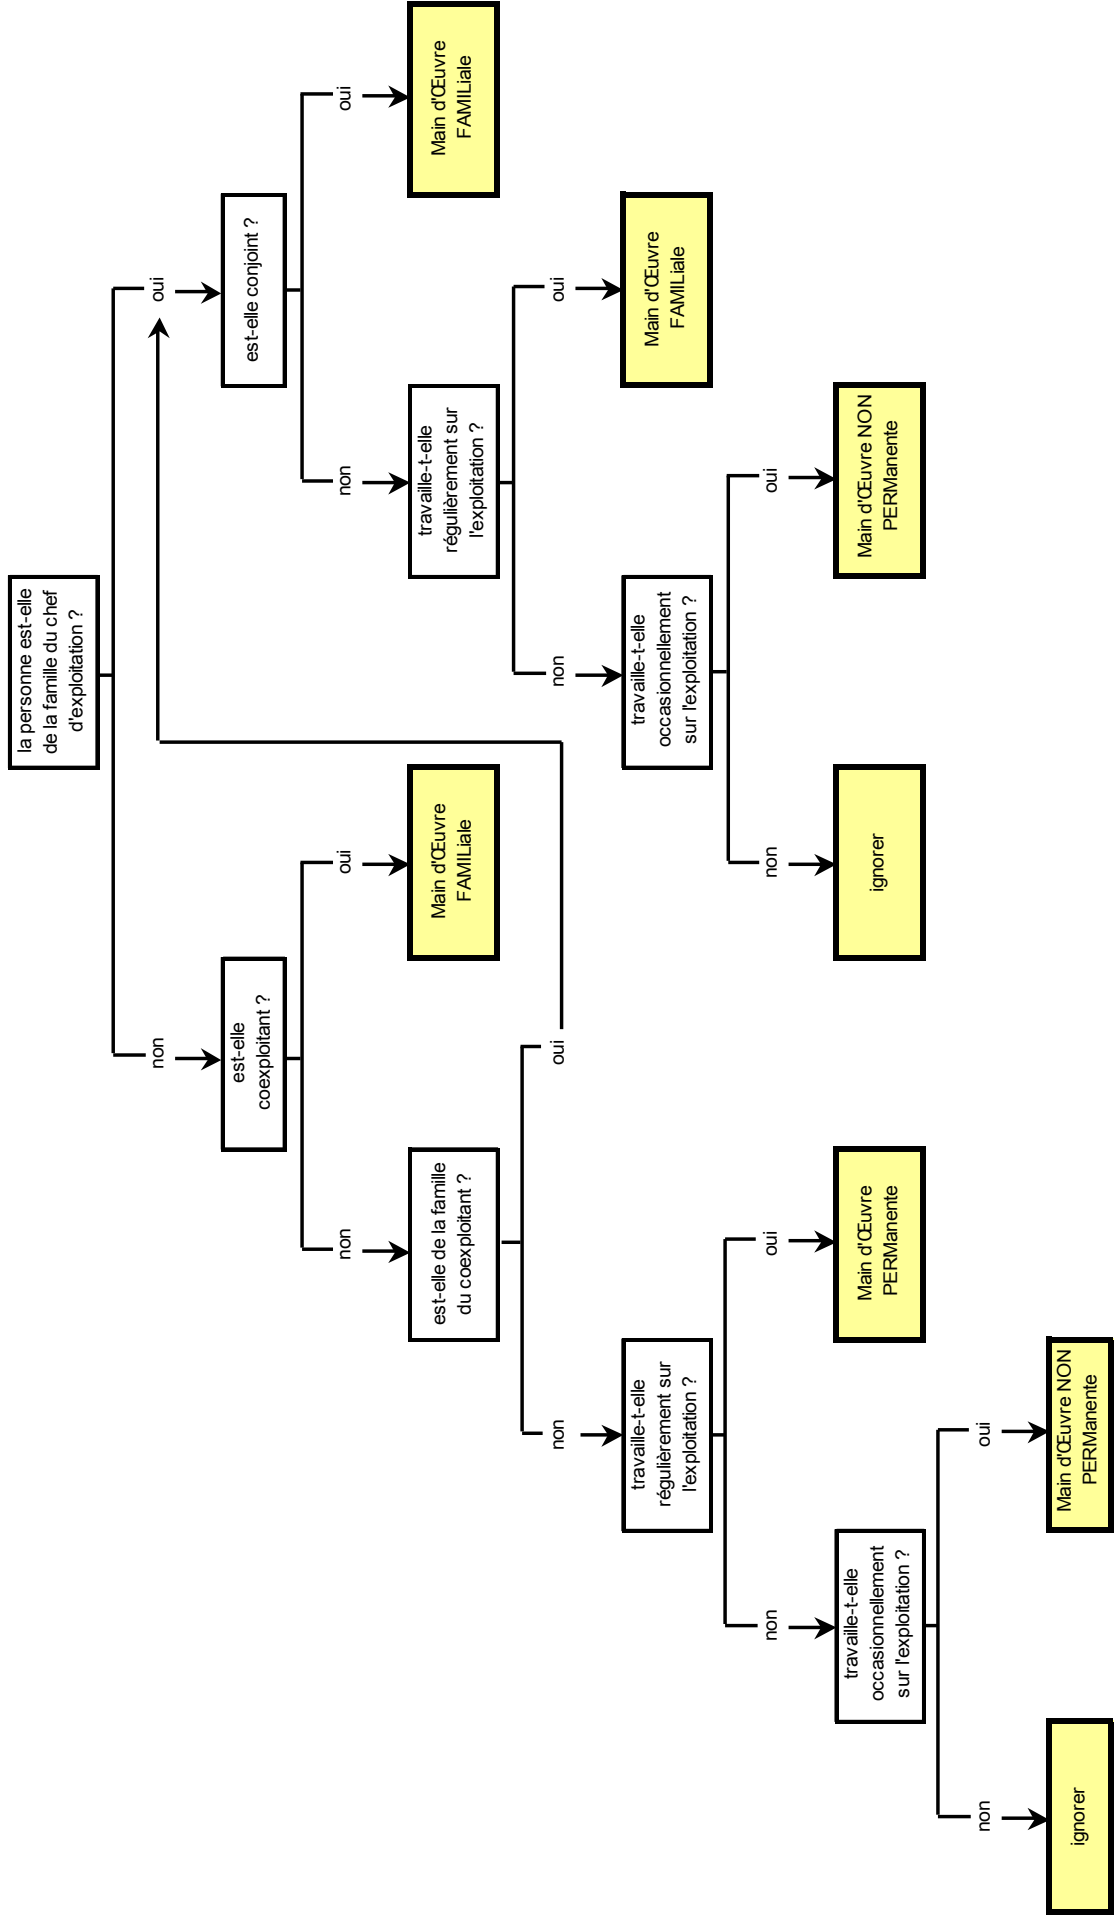 la personne est-elle
de la famille du chef
d'exploitation ?
non
oui
est-elle
coexploitant ?
est-elle conjoint ?
non
oui
non
oui
est-elle de la famille
du coexploitant ?
Main d'Œuvre
FAMILiale
travaille-t-elle
régulièrement sur
l'exploitation ?
Main d'Œuvre
FAMILiale
non
oui
non
oui
travaille-t-elle
régulièrement sur
l'exploitation ?
travaille-t-elle
occasionnellement
sur l'exploitation ?
Main d'Œuvre
FAMILiale
non
oui
non
oui
travaille-t-elle
occasionnellement
sur l'exploitation ?
Main d'Œuvre
PERManente
ignorer
Main d'Œuvre NON
PERManente
non
oui
ignorer
Main d'Œuvre NON
PERManente